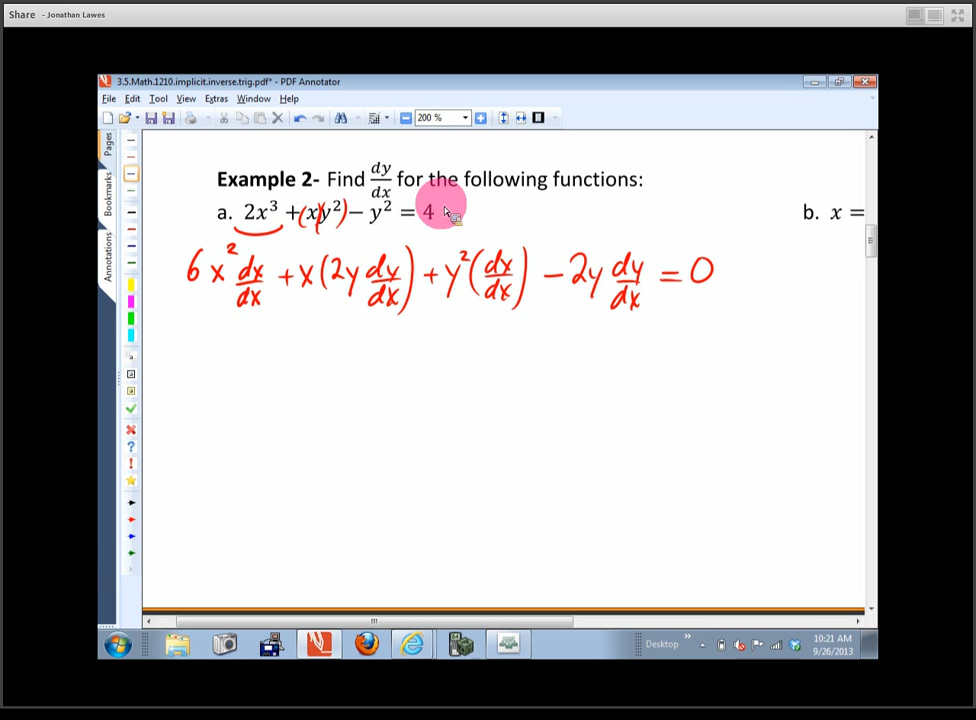 Share - Jonathan Lawes
3.5.Math.1210.implicit.inverse.trig.pdf* - PDF Annotator
File Edit Tool View Extras Window Help
200 %
Pages
Bookmarks
Annotations
Example 2- Find dy/dx for the following functions:
a. 2x³ + (xy²) − y² = 4
b. x =
6x² dx/dx + x(2y dy/dx) + y²(dx/dx) − 2y dy/dx = 0
Desktop »
10:21 AM
9/26/2013